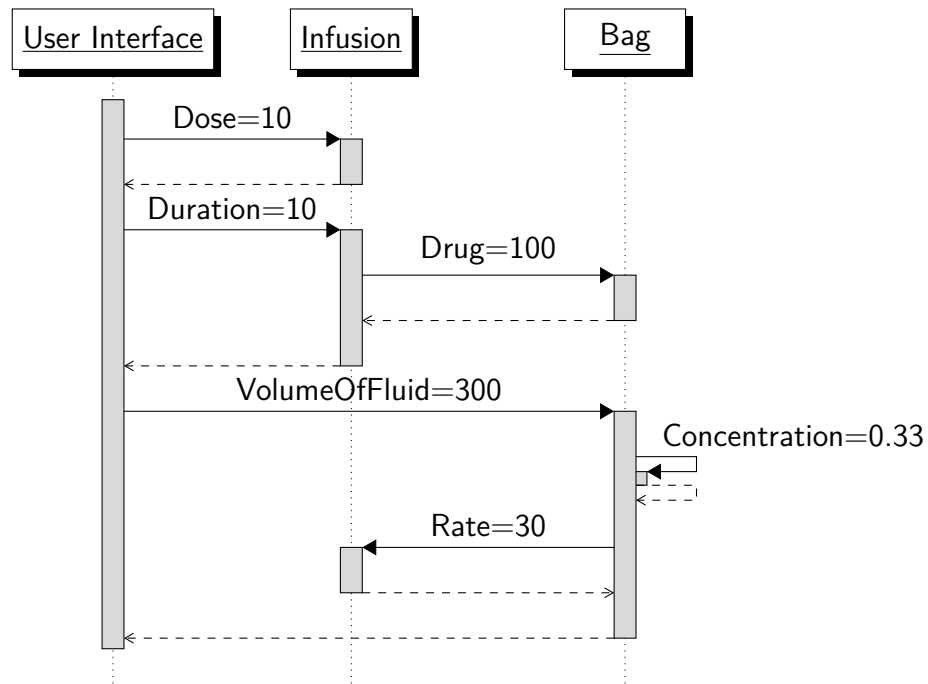 User Interface
Infusion
Bag
Dose=10
Duration=10
Drug=100
VolumeOfFluid=300
Concentration=0.33
Rate=30